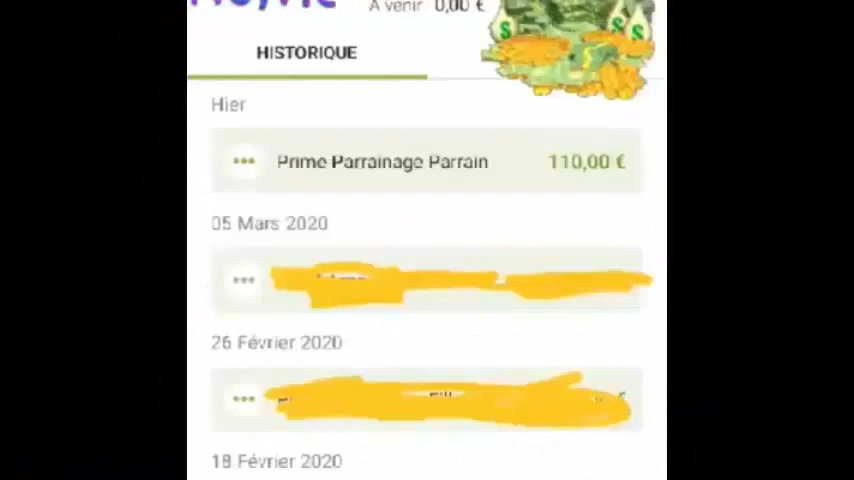 A venir 0,00 €
HISTORIQUE
Hier
Prime Parrainage Parrain 110,00 €
05 Mars 2020
26 Février 2020
18 Février 2020